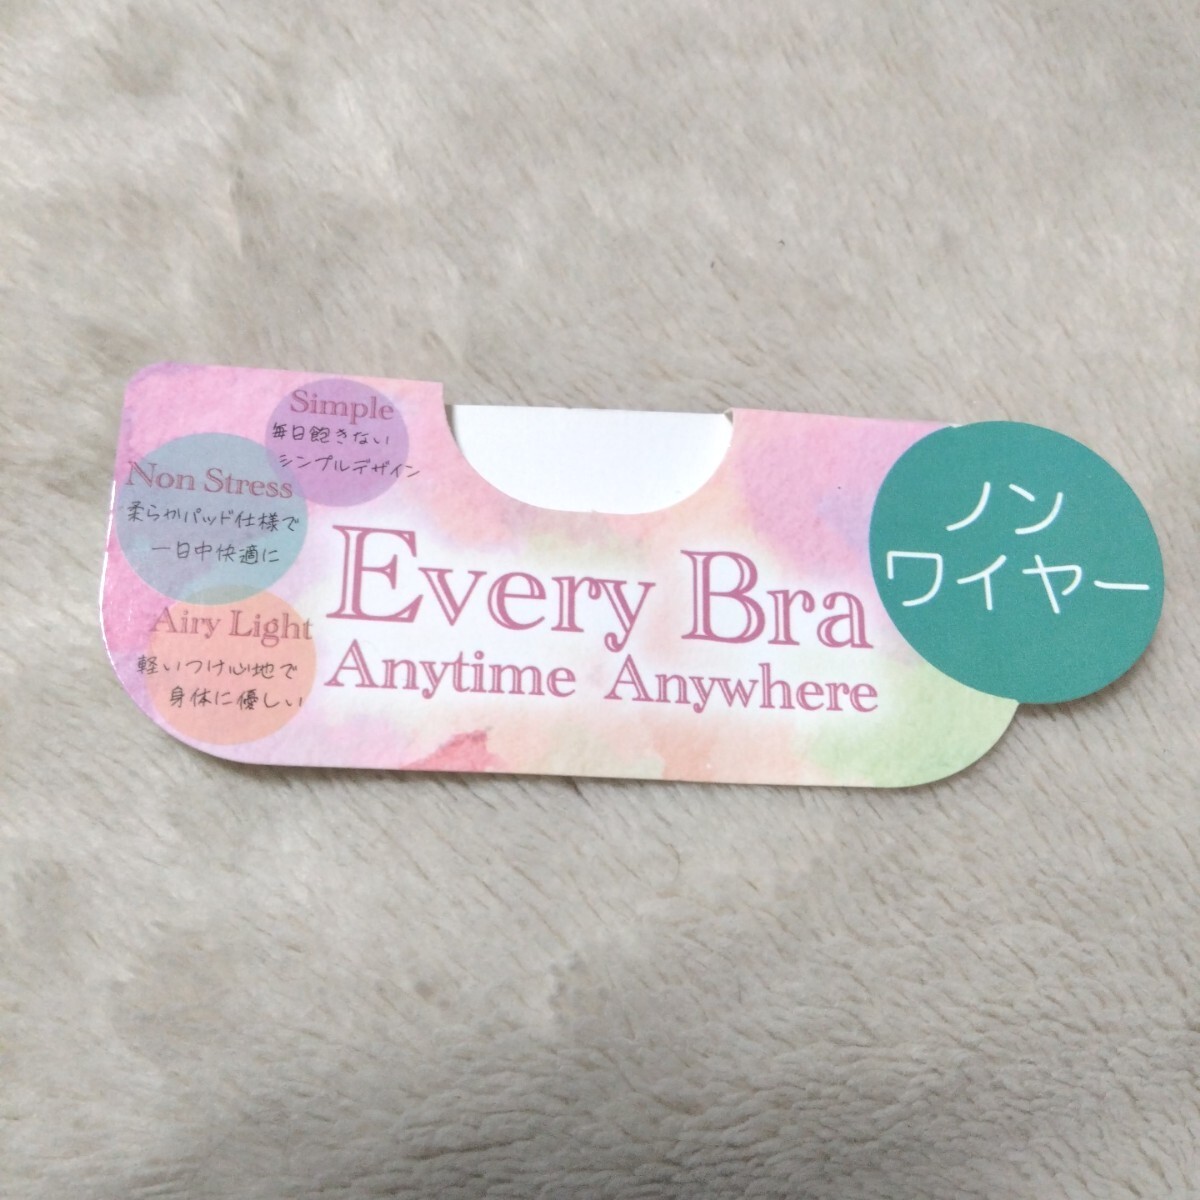 Simple
毎日飽きない
シンプルデザイン
Non Stress
柔らかパッド仕様で
一日中快適に
Airy Light
軽いつけ心地で
身体に優しい
Every Bra
Anytime Anywhere
ノン
ワイヤー